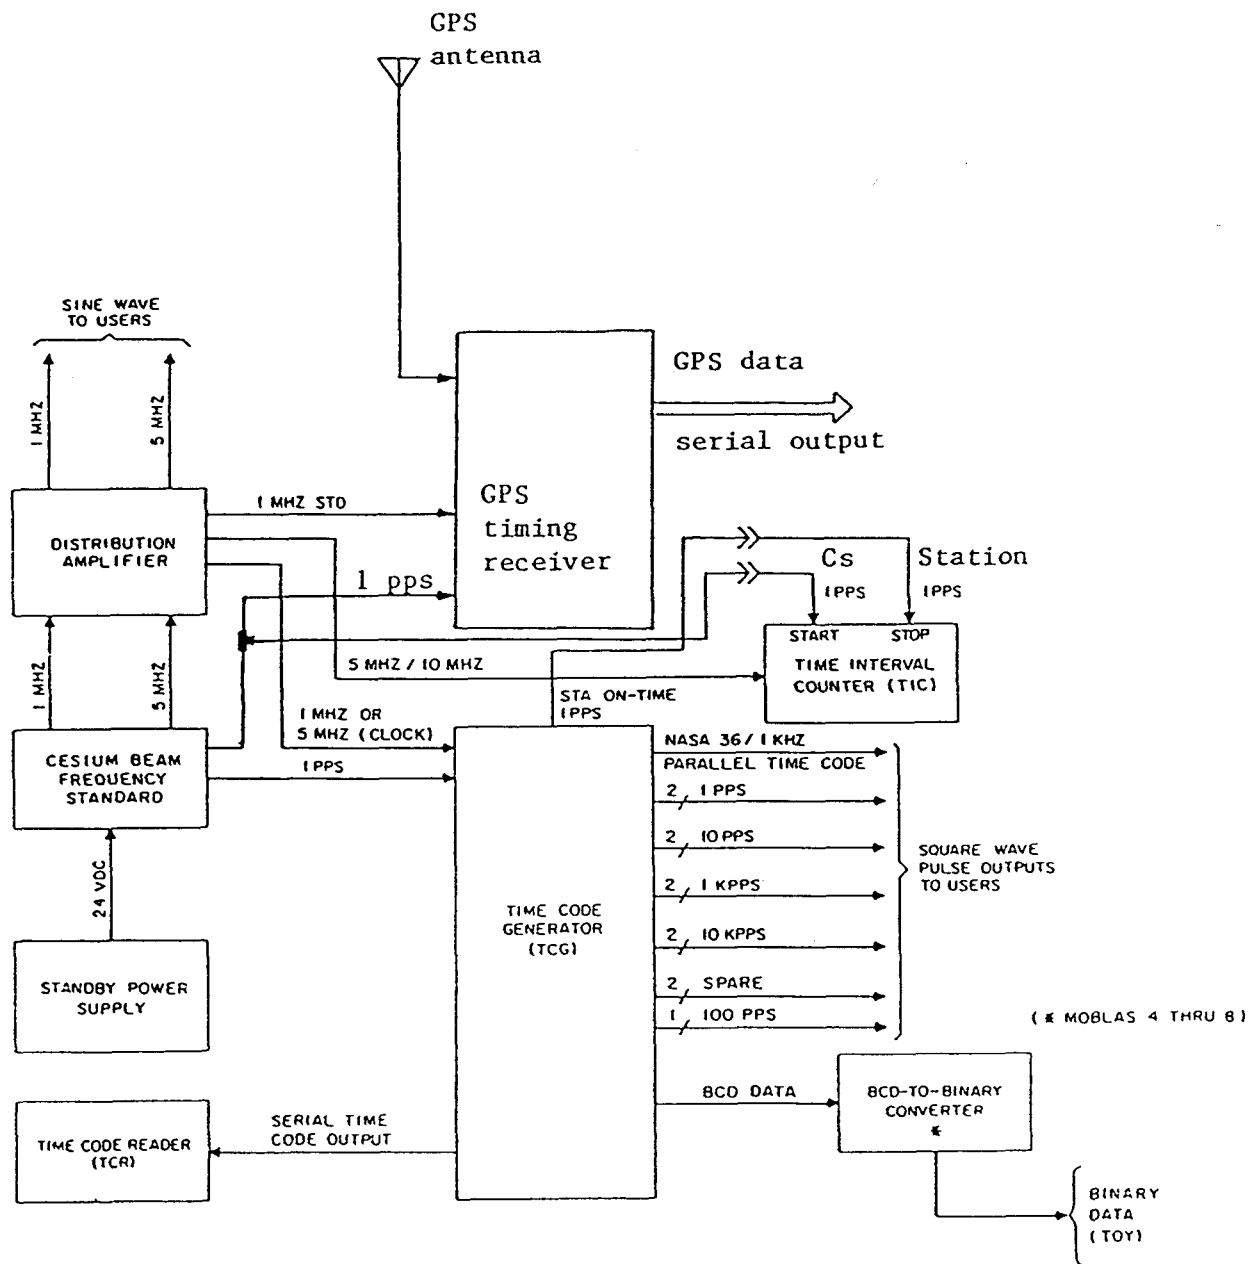 GPS
antenna
SINE WAVE
TO USERS
1 MHZ
5 MHZ
GPS data
serial output
DISTRIBUTION
AMPLIFIER
1 MHZ STD
GPS
timing
receiver
1 pps
Cs
1PPS
Station
1PPS
START
STOP
TIME INTERVAL
COUNTER (TIC)
1 MHZ
5 MHZ
5 MHZ / 10 MHZ
STA ON-TIME
1PPS
1 MHZ OR
5 MHZ (CLOCK)
CESIUM BEAM
FREQUENCY
STANDARD
1PPS
NASA 36 / 1 KHZ
PARALLEL TIME CODE
2 / 1 PPS
2 / 10 PPS
2 / 1 KPPS
2 / 10 KPPS
2 / SPARE
1 / 100 PPS
SQUARE WAVE
PULSE OUTPUTS
TO USERS
24 VDC
TIME CODE
GENERATOR
(TCG)
STANDBY POWER
SUPPLY
(* MOBLAS 4 THRU 8)
BCD DATA
BCD-TO-BINARY
CONVERTER
*
SERIAL TIME
CODE OUTPUT
TIME CODE READER
(TCR)
BINARY
DATA
(TOY)